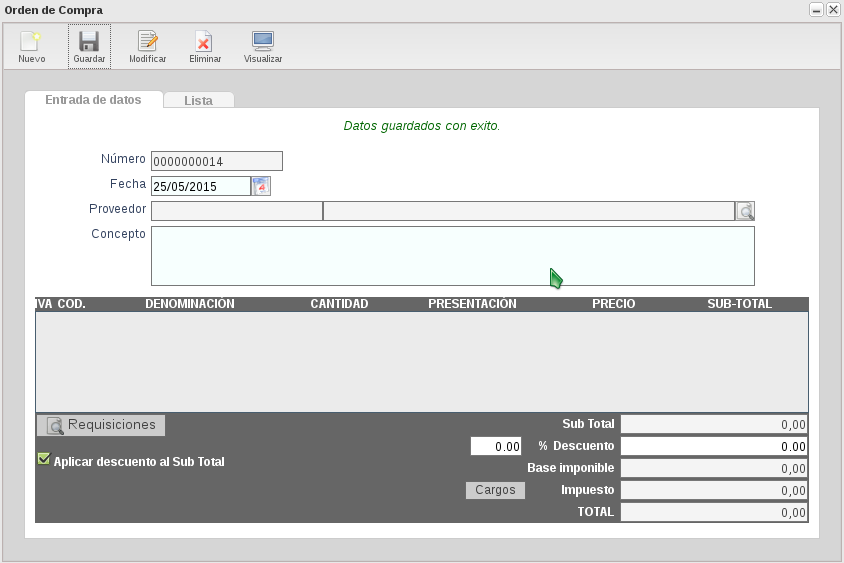 Orden de Compra
Nuevo Guardar Modificar Eliminar Visualizar
Entrada de datos Lista
Datos guardados con exito.
Número 0000000014
Fecha 25/05/2015
Proveedor
Concepto
IVA COD. DENOMINACIÓN CANTIDAD PRESENTACIÓN PRECIO SUB-TOTAL
Requisiciones Sub Total 0,00
0.00 % Descuento 0.00
Aplicar descuento al Sub Total
Base imponible 0,00
Cargos Impuesto 0,00
TOTAL 0,00